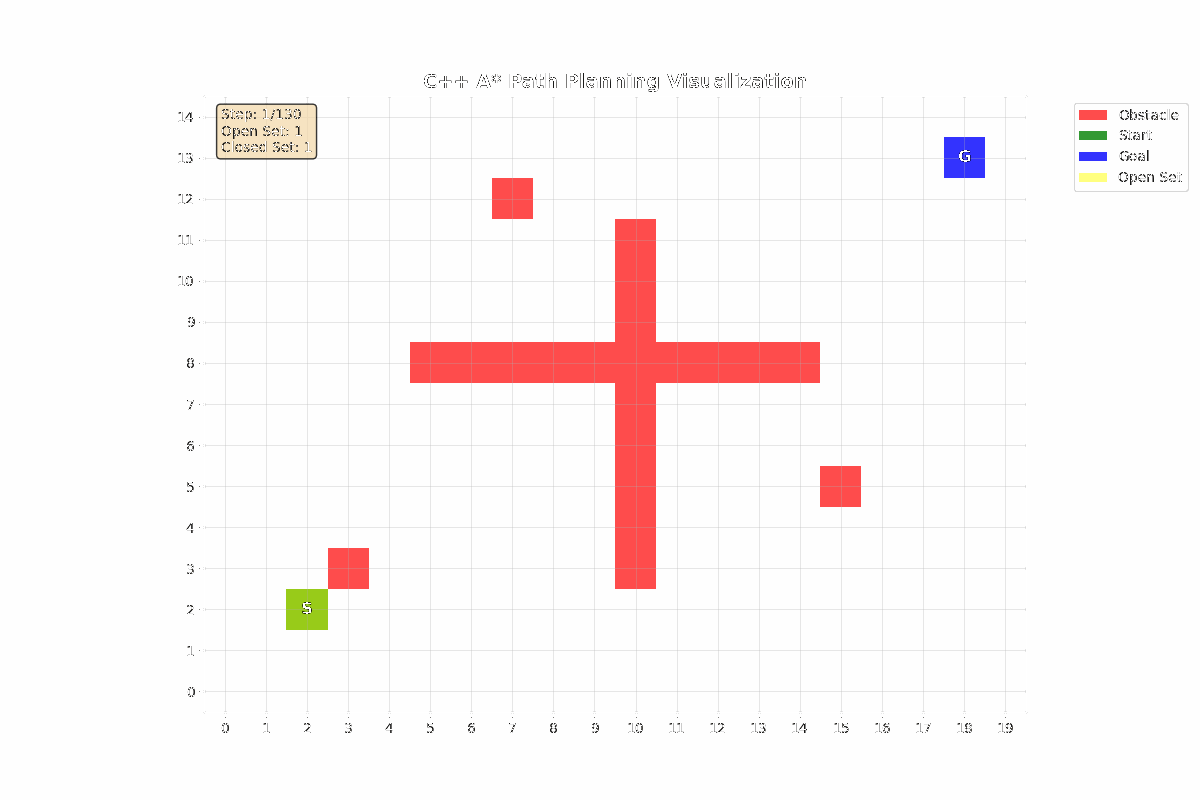 C++ A* Path Planning Visualization
Step: 1/130
Open Set: 1
Closed Set: 1
Obstacle
Start
Goal
Open Set
G
S
14
13
12
11
10
9
8
7
6
5
4
3
2
1
0
0 1 2 3 4 5 6 7 8 9 10 11 12 13 14 15 16 17 18 19